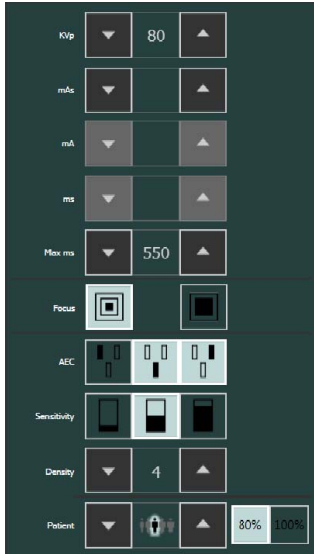 KVp 80
mAs
mA
ms
Max ms 550
Focus
AEC
Sensitivity
Density 4
Patient 80% 100%